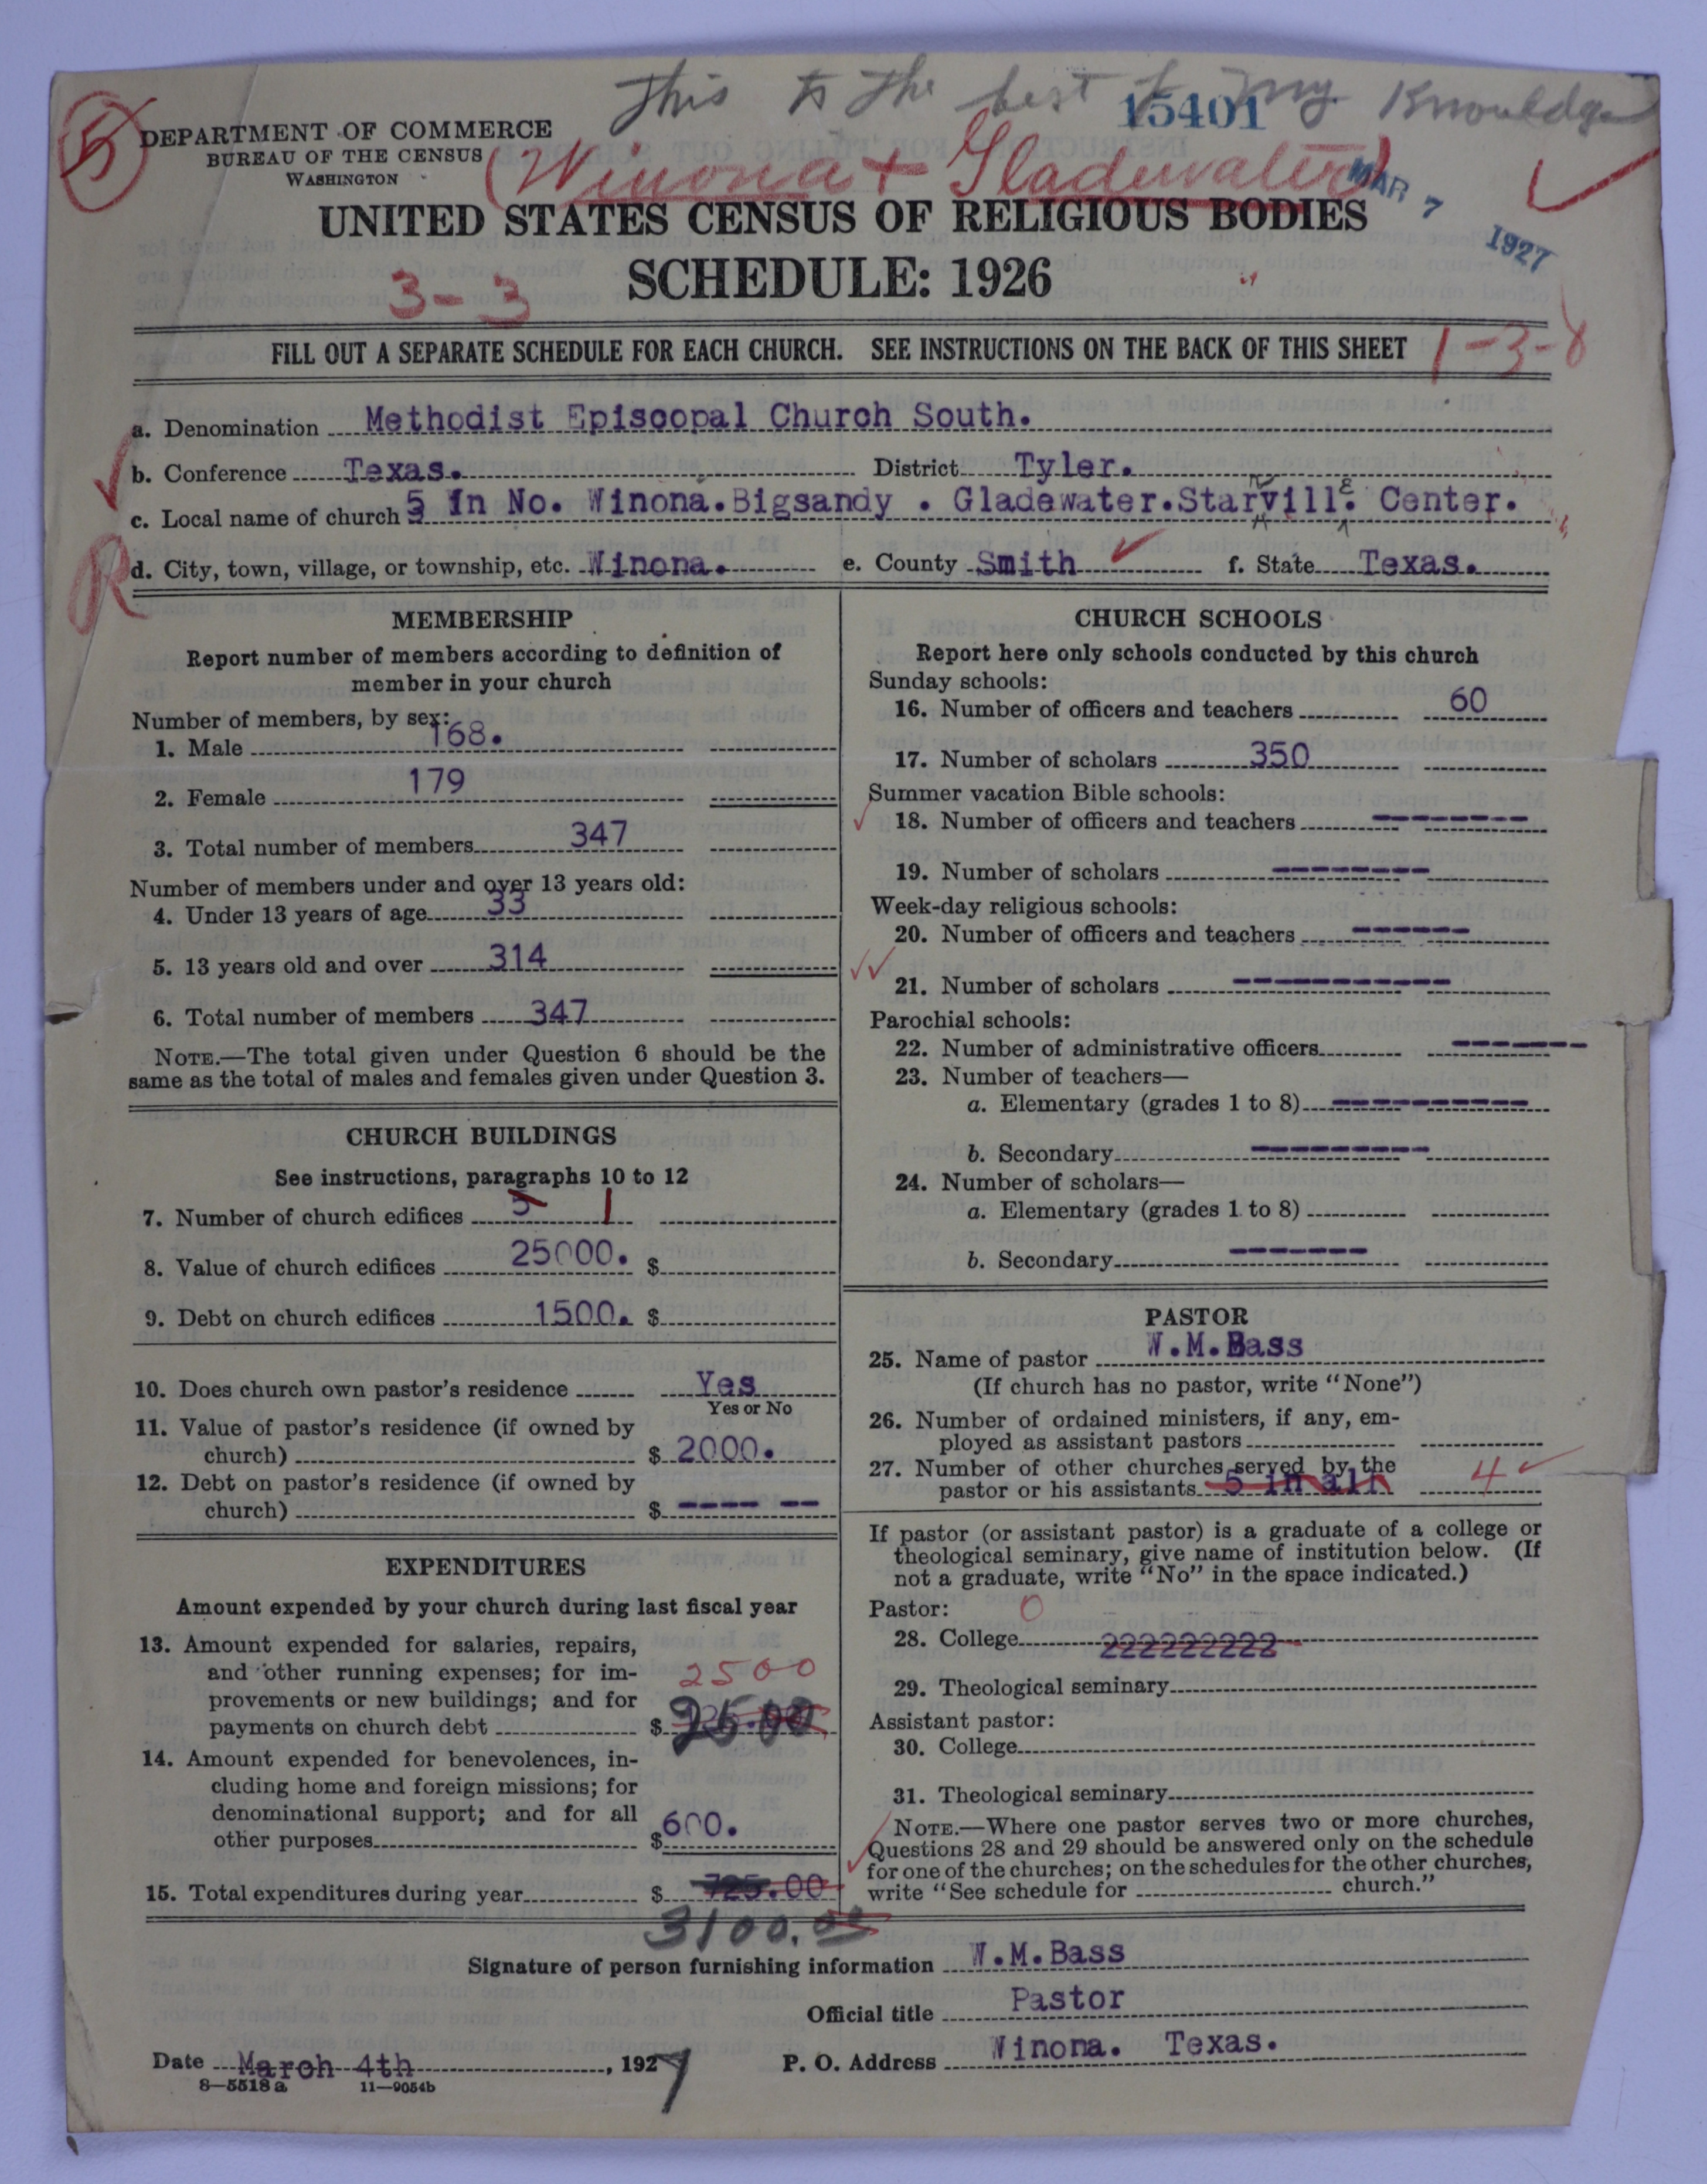 This is the best of my Knouldge
15401
5
DEPARTMENT OF COMMERCE
BUREAU OF THE CENSUS
WASHINGTON
(Winona + Gladewater)
MAR 7 1927
UNITED STATES CENSUS OF RELIGIOUS BODIES
SCHEDULE: 1926
3-3
FILL OUT A SEPARATE SCHEDULE FOR EACH CHURCH. SEE INSTRUCTIONS ON THE BACK OF THIS SHEET
1-3-8
a. Denomination Methodist Episcopal Church South.
b. Conference Texas. District Tyler.
c. Local name of church 5 In No. Winona. Bigsandy . Gladewater. Starrville. Center.
R
d. City, town, village, or township, etc. Winona. e. County Smith f. State Texas.
MEMBERSHIP
Report number of members according to definition of
member in your church
Number of members, by sex:
1. Male 168.
2. Female 179
3. Total number of members 347
Number of members under and over 13 years old:
4. Under 13 years of age 33
5. 13 years old and over 314
6. Total number of members 347
NOTE.—The total given under Question 6 should be the
same as the total of males and females given under Question 3.
CHURCH BUILDINGS
See instructions, paragraphs 10 to 12
7. Number of church edifices 5 1
8. Value of church edifices 25000. $
9. Debt on church edifices 1500. $
10. Does church own pastor's residence Yes
Yes or No
11. Value of pastor's residence (if owned by
church) $ 2000.
12. Debt on pastor's residence (if owned by
church) $ ---- --
EXPENDITURES
Amount expended by your church during last fiscal year
13. Amount expended for salaries, repairs,
and other running expenses; for im-
2500
provements or new buildings; and for
payments on church debt $ 25.00
14. Amount expended for benevolences, in-
cluding home and foreign missions; for
denominational support; and for all
other purposes $ 600.
15. Total expenditures during year $ 725.00
3100.00
CHURCH SCHOOLS
Report here only schools conducted by this church
Sunday schools:
16. Number of officers and teachers 60
17. Number of scholars 350
Summer vacation Bible schools:
18. Number of officers and teachers --------
19. Number of scholars --------
Week-day religious schools:
20. Number of officers and teachers ------
21. Number of scholars -----------
Parochial schools:
22. Number of administrative officers -------
23. Number of teachers—
a. Elementary (grades 1 to 8) ----------
b. Secondary ---------
24. Number of scholars—
a. Elementary (grades 1 to 8)
b. Secondary -------
PASTOR
25. Name of pastor W.M.Bass
(If church has no pastor, write "None")
26. Number of ordained ministers, if any, em-
ployed as assistant pastors
27. Number of other churches served by the
pastor or his assistants 5 in all 4
If pastor (or assistant pastor) is a graduate of a college or
theological seminary, give name of institution below. (If
not a graduate, write "No" in the space indicated.)
Pastor: 0
28. College 222222222
29. Theological seminary
Assistant pastor:
30. College
31. Theological seminary
NOTE.—Where one pastor serves two or more churches,
Questions 28 and 29 should be answered only on the schedule
for one of the churches; on the schedules for the other churches,
write "See schedule for church."
Signature of person furnishing information W.M.Bass
Official title Pastor
Date March 4th, 1927 P. O. Address Winona. Texas.
8—5518 a 11—9054b